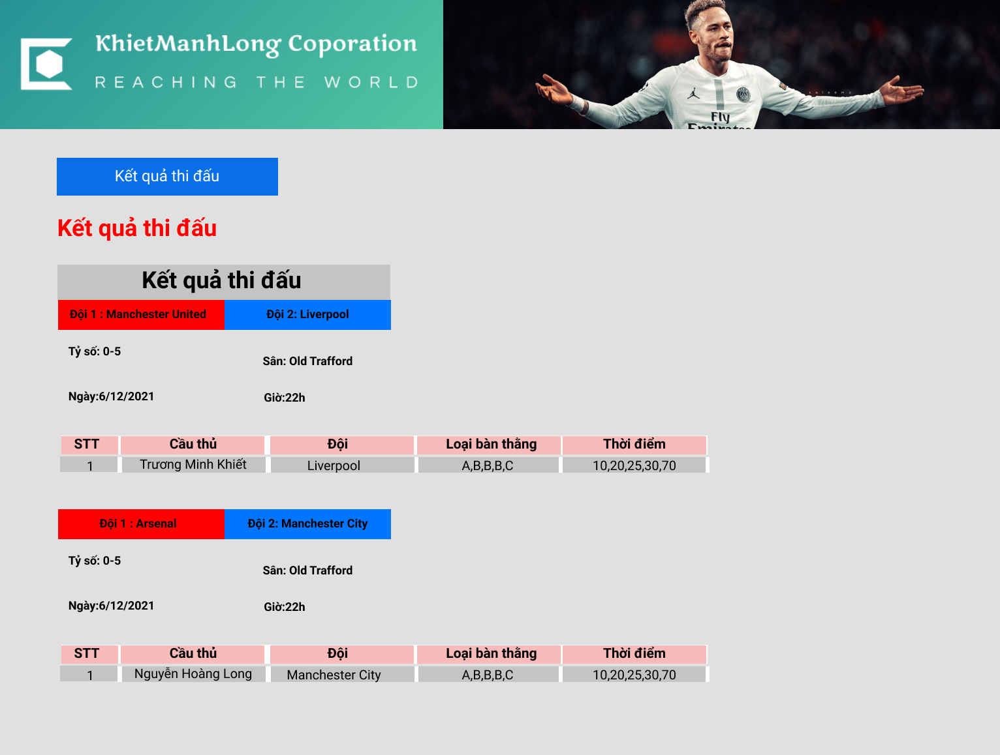 KhietManhLong Coporation
REACHING THE WORLD
Fly
Emirates
Kết quả thi đấu
Kết quả thi đấu
Kết quả thi đấu
Đội 1 : Manchester United Đội 2: Liverpool
Tỷ số: 0-5
Sân: Old Trafford
Ngày:6/12/2021 Giờ:22h
STT Cầu thủ Đội Loại bàn thằng Thời điểm
1 Trương Minh Khiết Liverpool A,B,B,B,C 10,20,25,30,70
Đội 1 : Arsenal Đội 2: Manchester City
Tỷ số: 0-5
Sân: Old Trafford
Ngày:6/12/2021 Giờ:22h
STT Cầu thủ Đội Loại bàn thằng Thời điểm
1 Nguyễn Hoàng Long Manchester City A,B,B,B,C 10,20,25,30,70